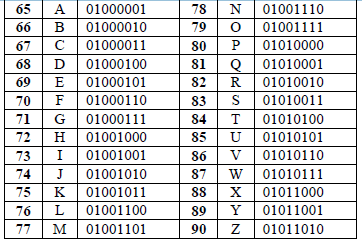 65 A 01000001 78 N 01001110
66 B 01000010 79 O 01001111
67 C 01000011 80 P 01010000
68 D 01000100 81 Q 01010001
69 E 01000101 82 R 01010010
70 F 01000110 83 S 01010011
71 G 01000111 84 T 01010100
72 H 01001000 85 U 01010101
73 I 01001001 86 V 01010110
74 J 01001010 87 W 01010111
75 K 01001011 88 X 01011000
76 L 01001100 89 Y 01011001
77 M 01001101 90 Z 01011010